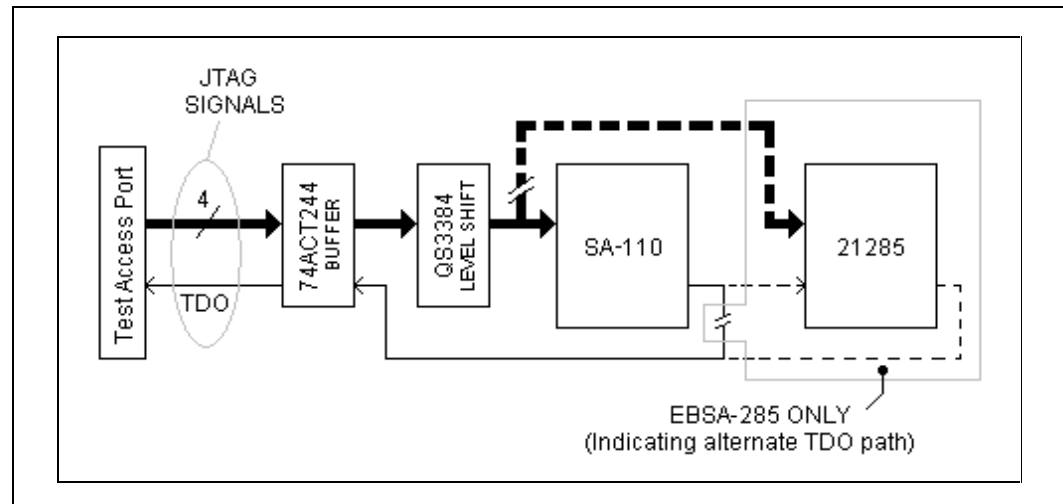 JTAG
SIGNALS
Test Access Port
4
TDO
74ACT244
BUFFER
QS3384
LEVEL SHIFT
SA-110
21285
EBSA-285 ONLY
(Indicating alternate TDO path)